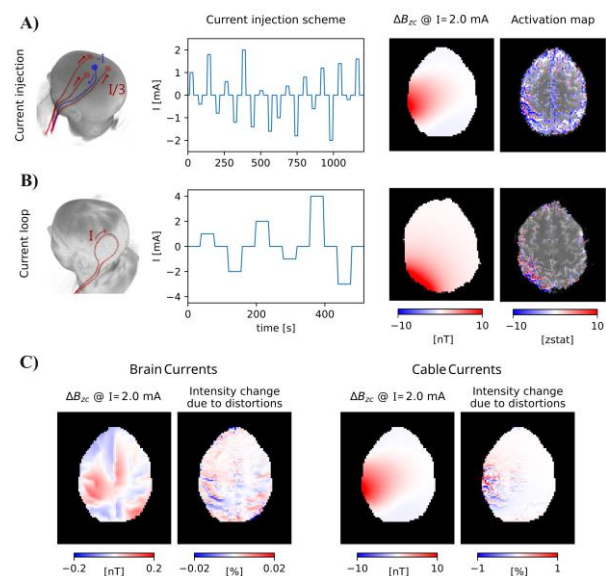 A)
Current injection
-I
I/3
Current injection scheme
I [mA]
2
1
0
−1
−2
250 500 750 1000
ΔBzc @ I= 2.0 mA
Activation map
B)
Current loop
I
I [mA]
4
2
0
−2
−4
0 200 400
time [s]
−10 10
[nT]
−10 10
[zstat]
C)
Brain Currents
ΔBzc @ I= 2.0 mA
Intensity change
due to distortions
−0.2 0.2
[nT]
−0.02 0.02
[%]
Cable Currents
ΔBzc @ I= 2.0 mA
Intensity change
due to distortions
−10 10
[nT]
−1 1
[%]